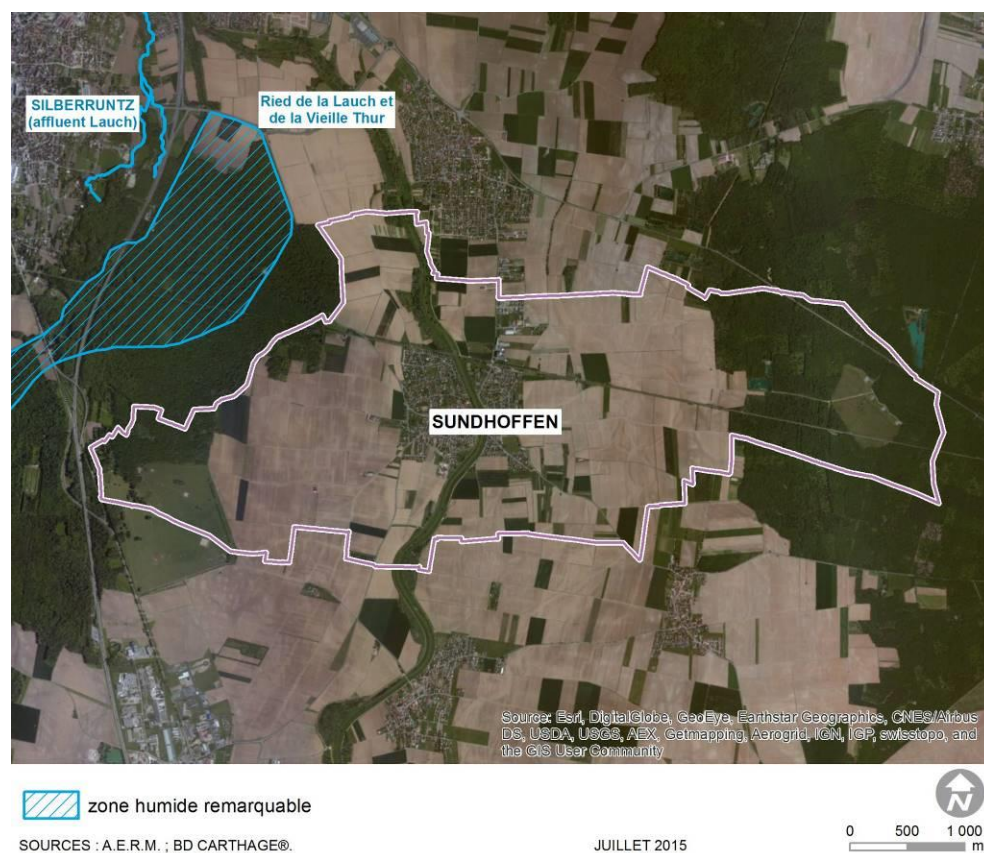 SILBERRUNTZ
(affluent Lauch)
Ried de la Lauch et
de la Vieille Thur
SUNDHOFFEN
Source: Esri, DigitalGlobe, GeoEye, Earthstar Geographics, CNES/Airbus
DS, USDA, USGS, AEX, Getmapping, Aerogrid, IGN, IGP, swisstopo, and
the GIS User Community
zone humide remarquable
N
SOURCES : A.E.R.M. ; BD CARTHAGE®.
JUILLET 2015
0 500 1 000
m